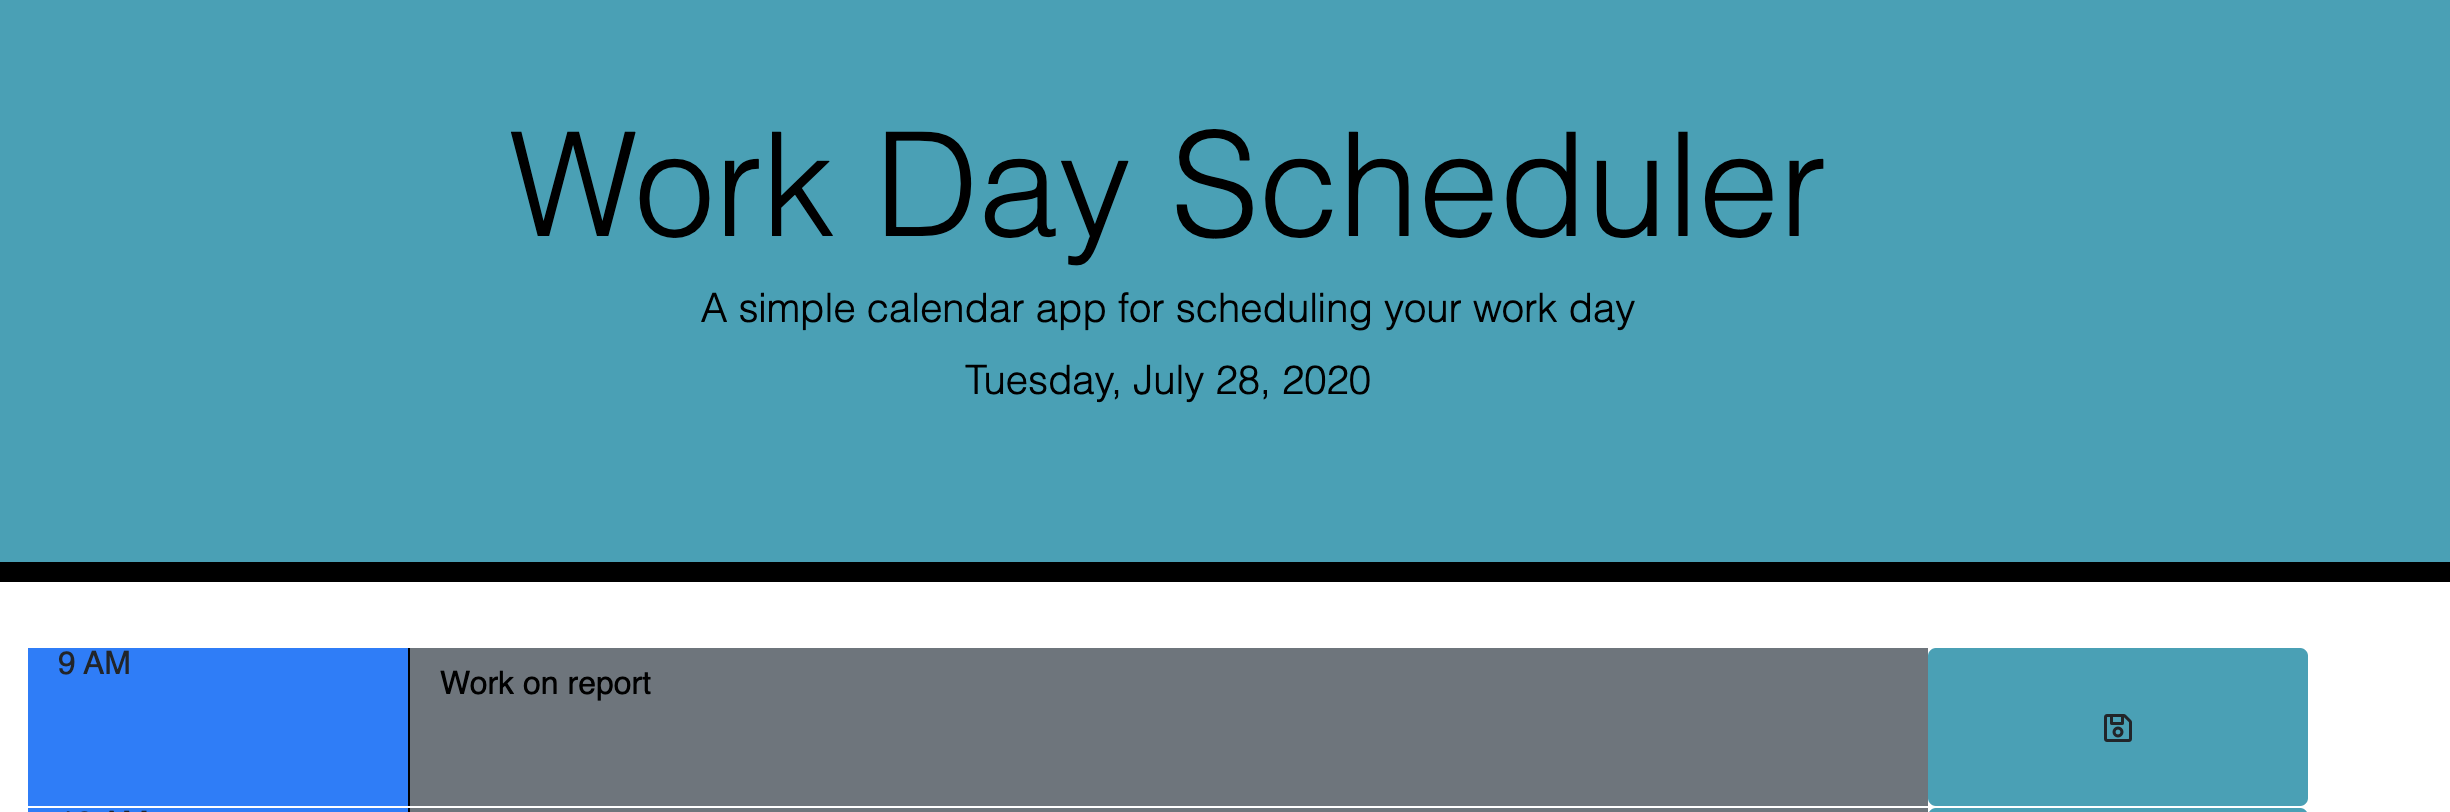 Work Day Scheduler
A simple calendar app for scheduling your work day
Tuesday, July 28, 2020
9 AM
Work on report